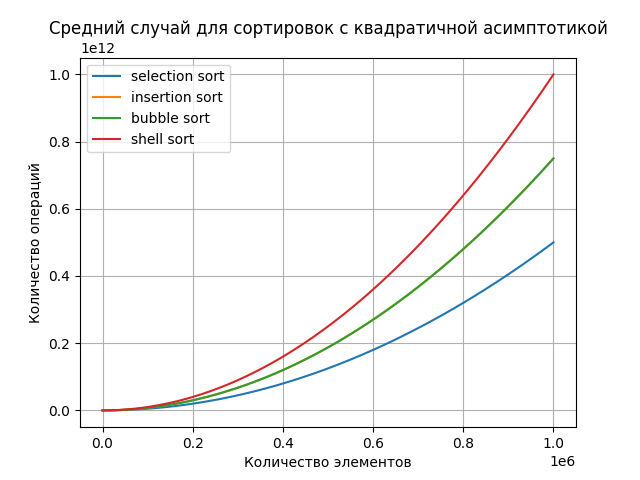 Средний случай для сортировок с квадратичной асимптотикой
1e12
1.0
0.8
0.6
0.4
0.2
0.0
selection sort
insertion sort
bubble sort
shell sort
Количество операций
0.0 0.2 0.4 0.6 0.8 1.0
Количество элементов
1e6